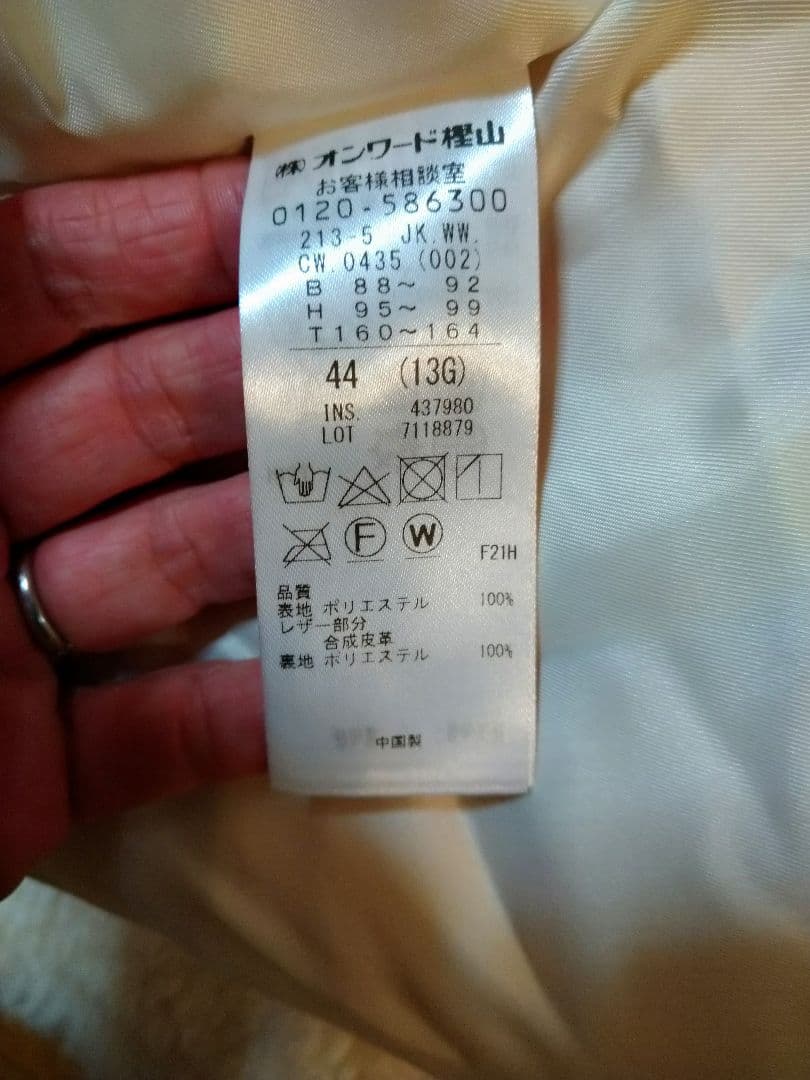 (株) オンワード樫山
お客様相談室
0120-586300
213-5 JK.WW.
CW.0435 (002)
B 88～ 92
H 95～ 99
T160～164
44 (13G)
INS. 437980
LOT 7118879
F W F21H
品質
表地 ポリエステル 100%
レザー部分
合成皮革
裏地 ポリエステル 100%
中国製